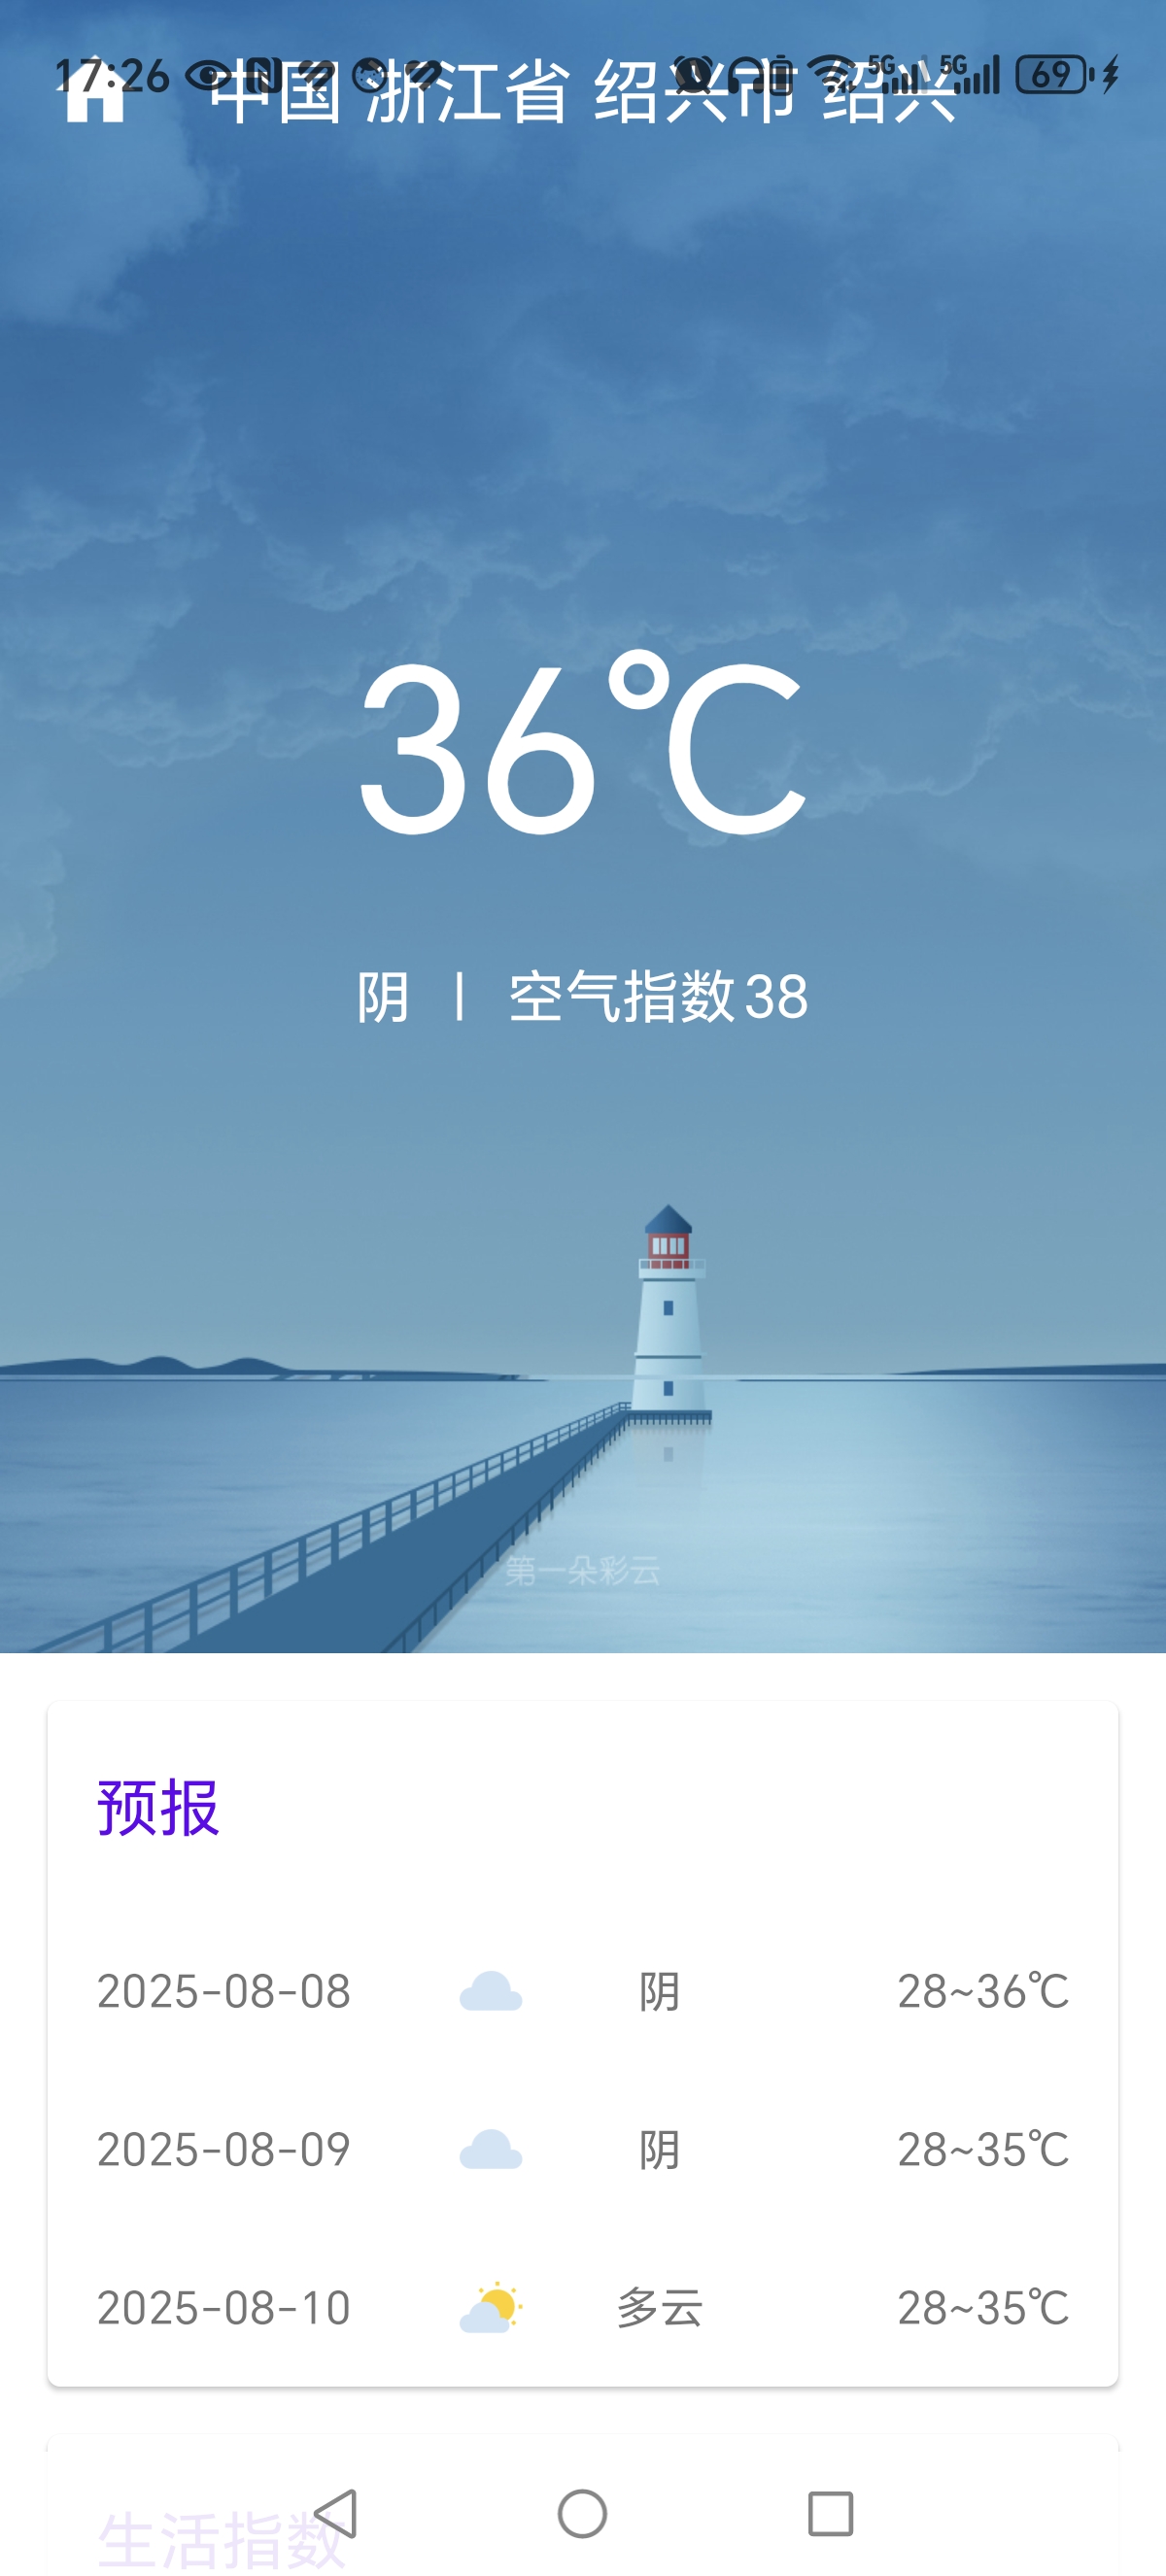 17:26 5G 5G 69
中国 浙江省 绍兴市 绍兴
36℃
阴 | 空气指数38
第一朵彩云
预报
2025-08-08 阴 28~36℃
2025-08-09 阴 28~35℃
2025-08-10 多云 28~35℃
生活指数